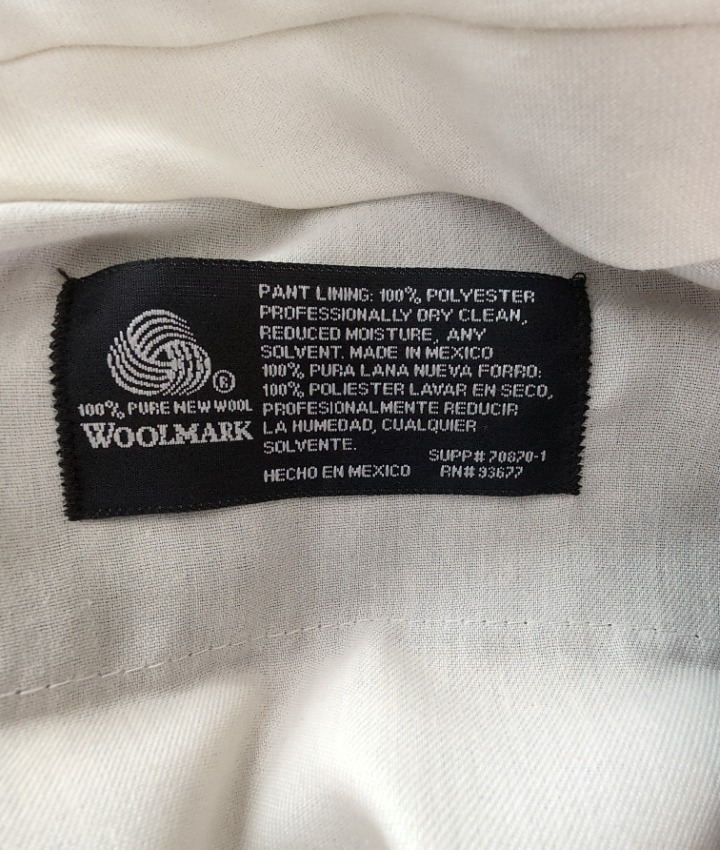 ®
100% PURE NEW WOOL
WOOLMARK
PANT LINING: 100% POLYESTER
PROFESSIONALLY DRY CLEAN,
REDUCED MOISTURE, ANY
SOLVENT. MADE IN MEXICO
100% PURA LANA NUEVA FORRO:
100% POLIESTER LAVAR EN SECO,
PROFESIONALMENTE REDUCIR
LA HUMEDAD, CUALQUIER
SOLVENTE.
SUPP# 70870-1
HECHO EN MEXICO RN# 93677